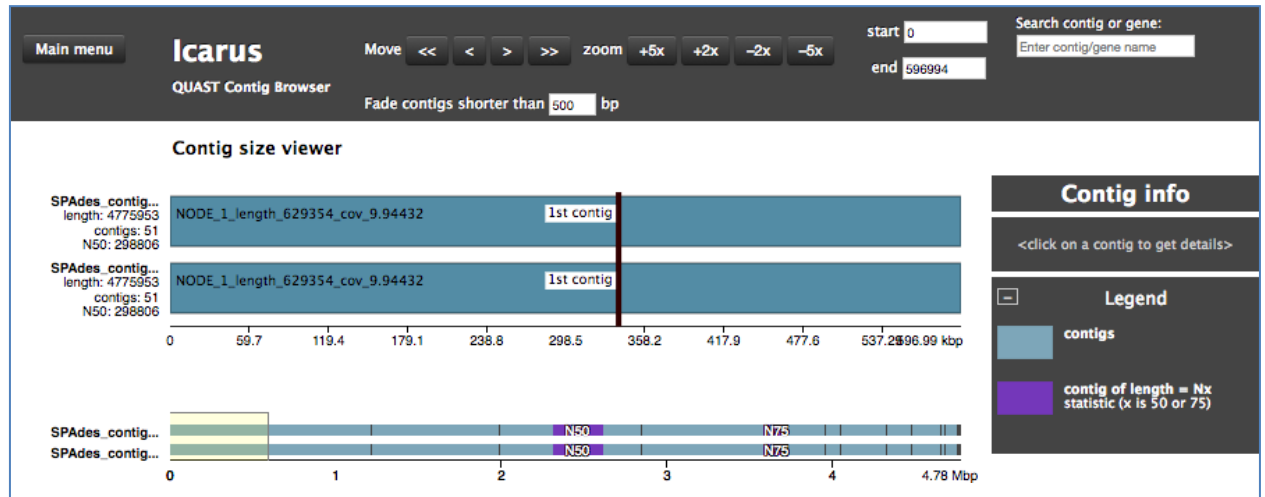 Main menu
Icarus
QUAST Contig Browser
Move << < > >> zoom +5x +2x −2x −5x
Fade contigs shorter than 500 bp
start 0
end 596994
Search contig or gene:
Enter contig/gene name
Contig size viewer
SPAdes_contig...
length: 4775953
contigs: 51
N50: 298806
NODE_1_length_629354_cov_9.94432
1st contig
SPAdes_contig...
length: 4775953
contigs: 51
N50: 298806
NODE_1_length_629354_cov_9.94432
1st contig
0 59.7 119.4 179.1 238.8 298.5 358.2 417.9 477.6 537.29 596.99 kbp
SPAdes_contig... N50 N75
SPAdes_contig... N50 N75
0 1 2 3 4 4.78 Mbp
Contig info
<click on a contig to get details>
− Legend
contigs
contig of length = Nx
statistic (x is 50 or 75)